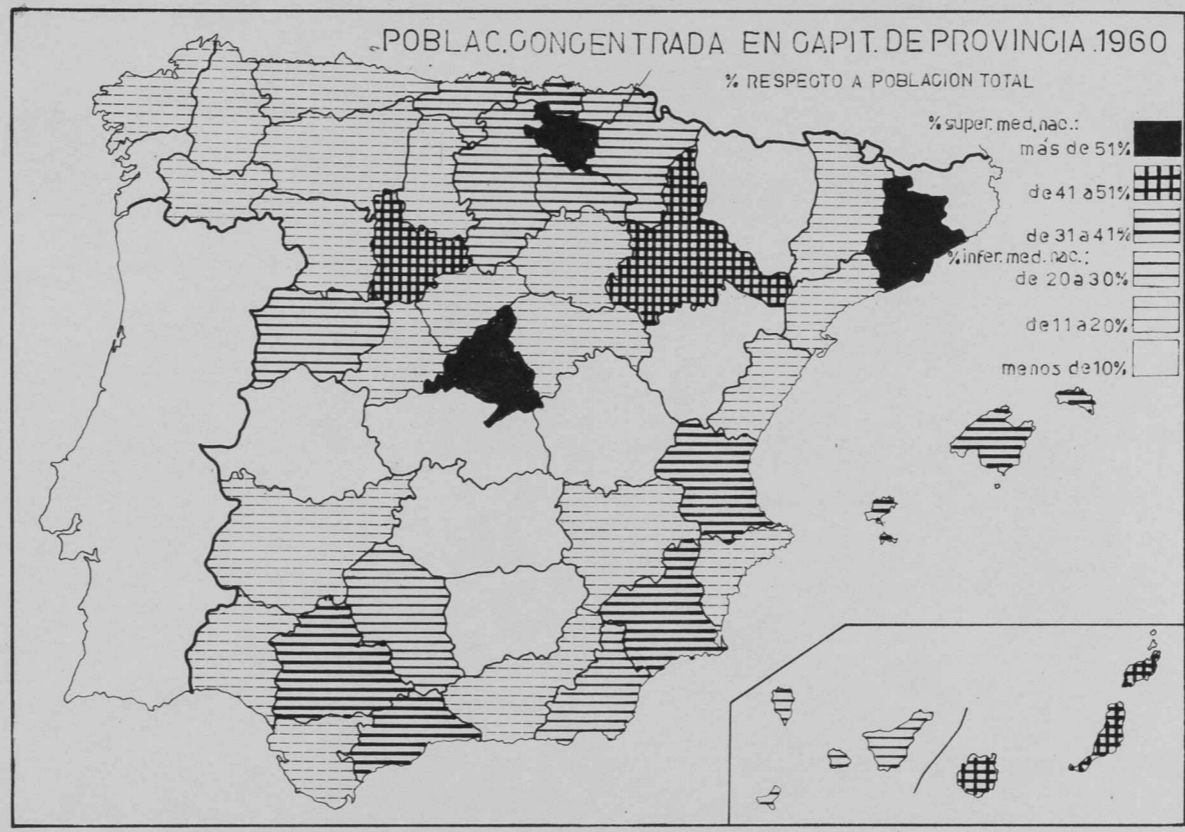 POBLAC.CONCENTRADA EN CAPIT. DE PROVINCIA.1960
% RESPECTO A POBLACION TOTAL
% super. med. nac.:
más de 51%
de 41 a 51%
de 31 a 41%
% infer. med. nac.:
de 20 a 30%
de 11 a 20%
menos de 10%